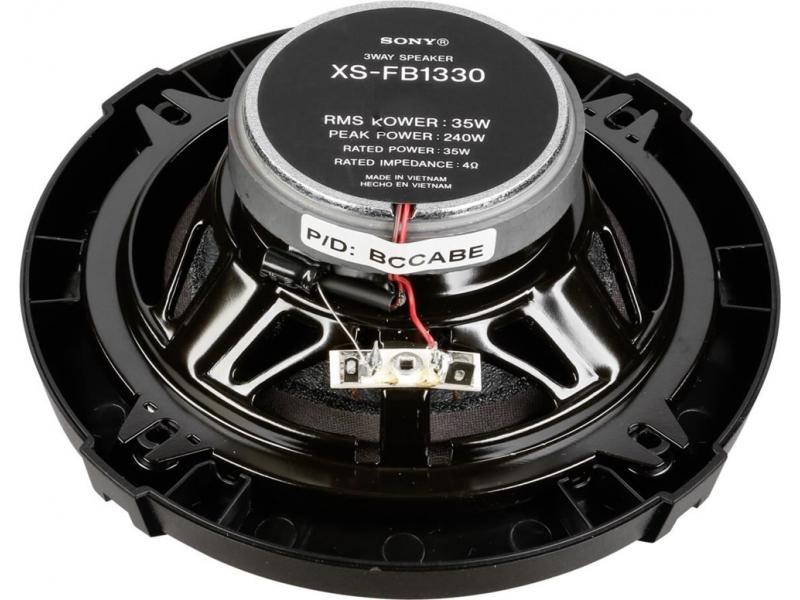 SONY®
3WAY SPEAKER
XS-FB1330
RMS POWER : 35W
PEAK POWER : 240W
RATED POWER : 35W
RATED IMPEDANCE : 4Ω
MADE IN VIETNAM
HECHO EN VIETNAM
P/D: BCCABE